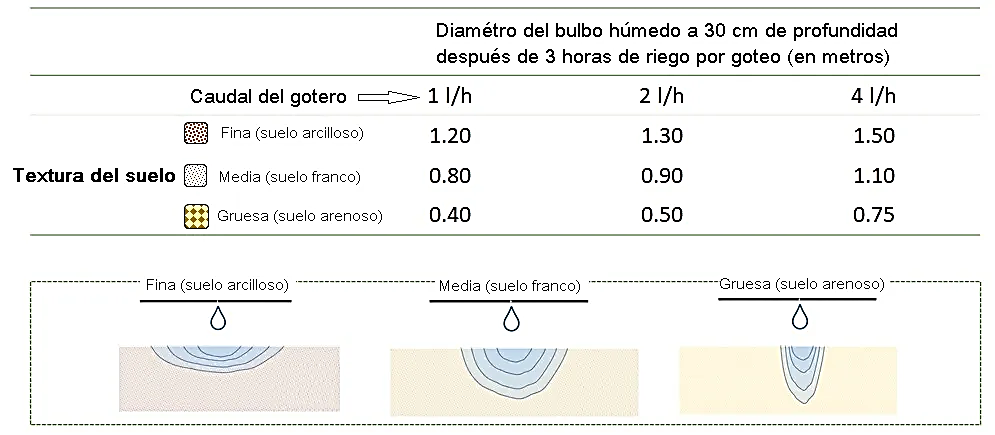 Diamétro del bulbo húmedo a 30 cm de profundidad
después de 3 horas de riego por goteo (en metros)
Caudal del gotero 1 l/h 2 l/h 4 l/h
Fina (suelo arcilloso) 1.20 1.30 1.50
Textura del suelo Media (suelo franco) 0.80 0.90 1.10
Gruesa (suelo arenoso) 0.40 0.50 0.75
Fina (suelo arcilloso) Media (suelo franco) Gruesa (suelo arenoso)